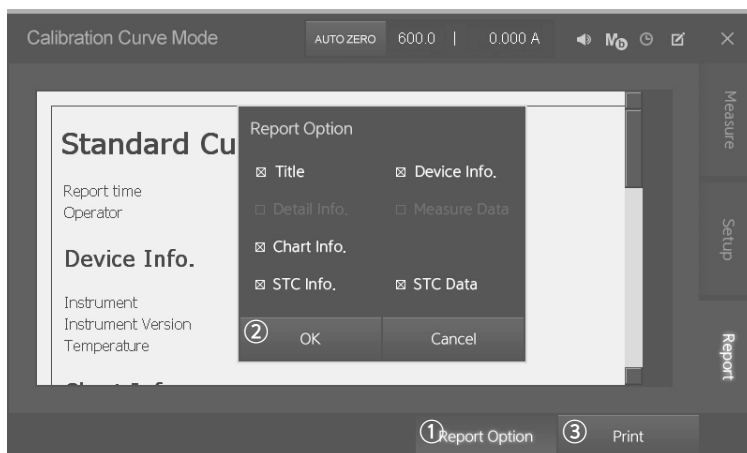 Calibration Curve Mode AUTO ZERO 600.0 | 0.000 A
Measure
Setup
Report
Standard Cu
Report time
Operator
Device Info.
Instrument
Instrument Version
Temperature
Report Option
☒ Title ☒ Device Info.
☐ Detail Info. ☐ Measure Data
☒ Chart Info.
☒ STC Info. ☒ STC Data
② OK Cancel
① Report Option ③ Print